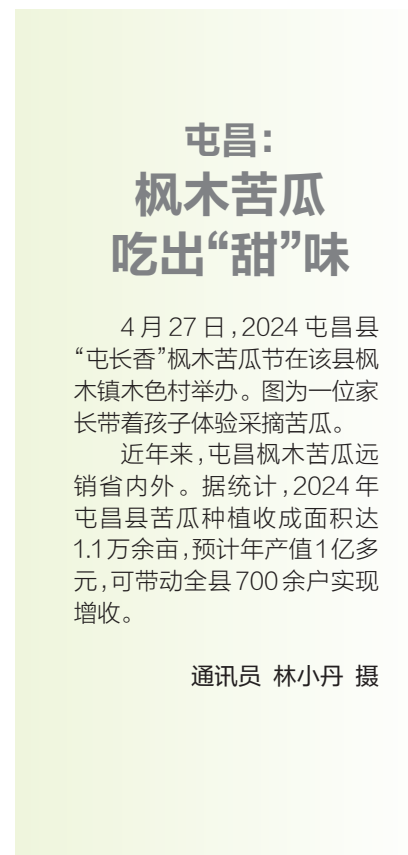 屯昌：
枫木苦瓜
吃出“甜”味
4月27日，2024屯昌县
“屯长香”枫木苦瓜节在该县枫
木镇木色村举办。图为一位家
长带着孩子体验采摘苦瓜。
近年来，屯昌枫木苦瓜远
销省内外。据统计，2024年
屯昌县苦瓜种植收成面积达
1.1万余亩，预计年产值1亿多
元，可带动全县700余户实现
增收。
通讯员 林小丹 摄